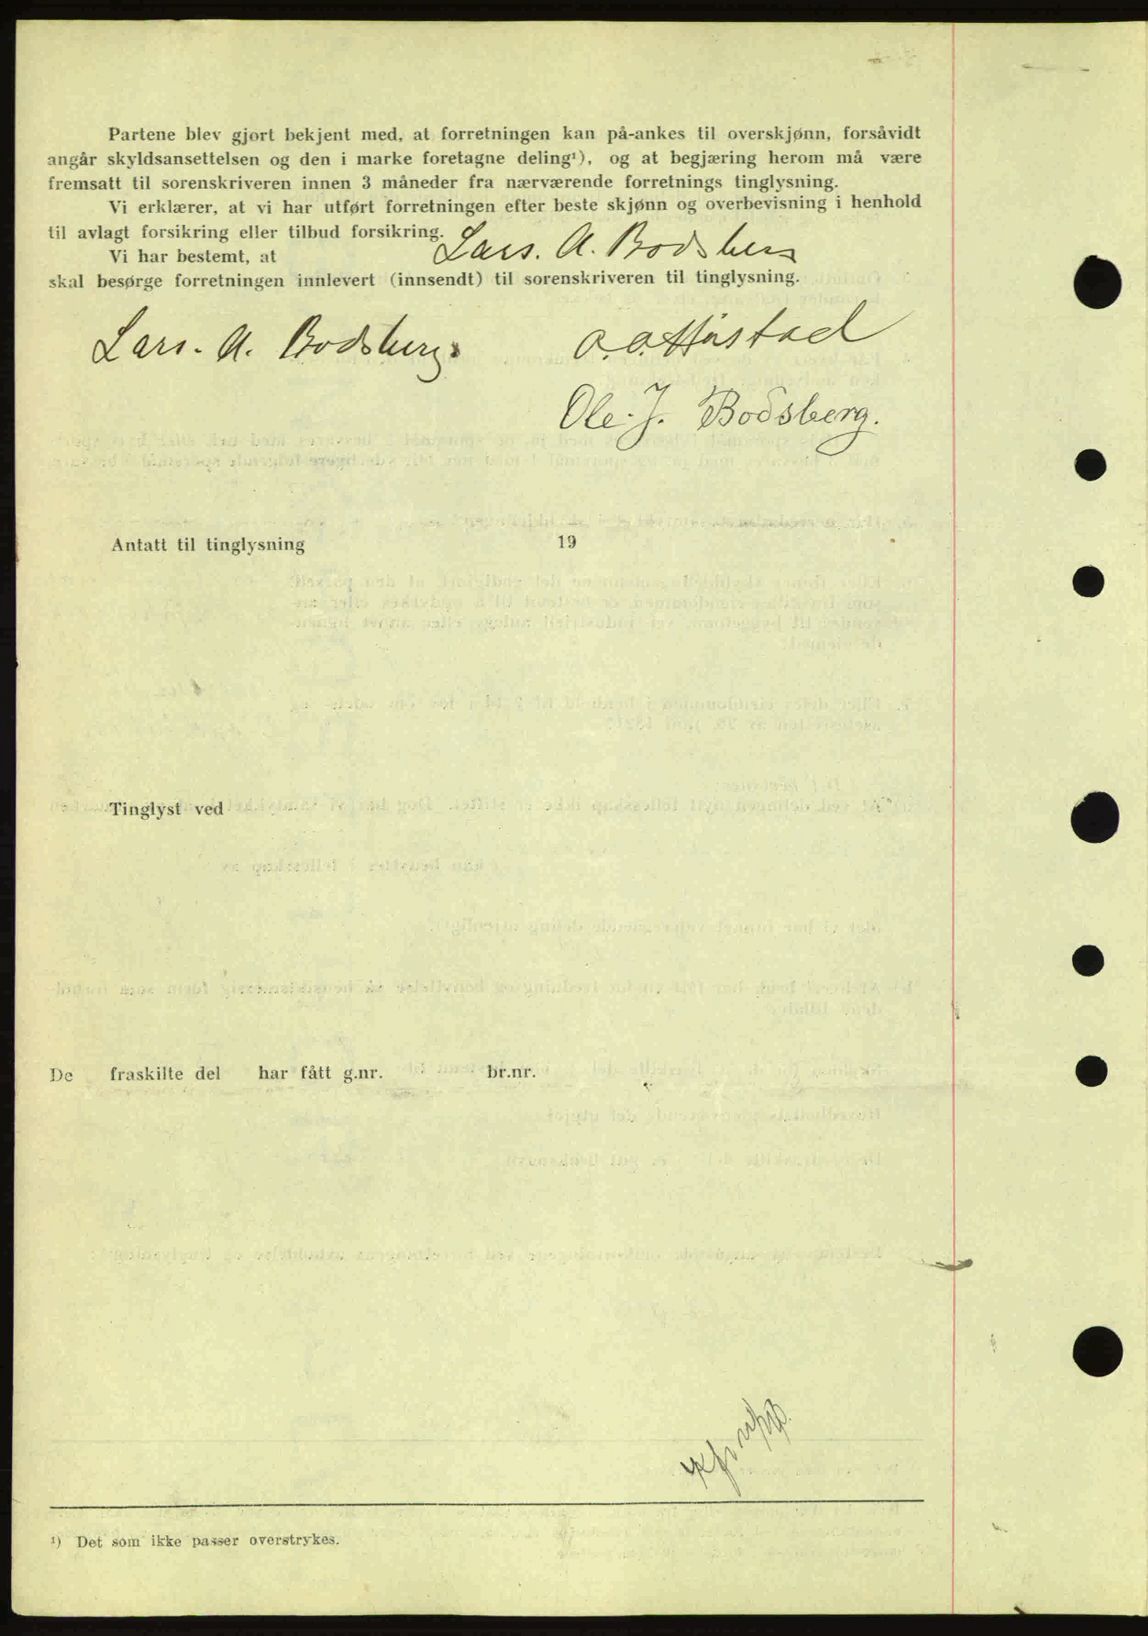 Partene blev gjort bekjent med, at forretningen kan på-ankes til overskjønn, forsåvidt
angår skyldsansettelsen og den i marke foretagne deling¹), og at begjæring herom må være
fremsatt til sorenskriveren innen 3 måneder fra nærværende forretnings tinglysning.
Vi erklærer, at vi har utført forretningen efter beste skjønn og overbevisning i henhold
til avlagt forsikring eller tilbud forsikring.
Vi har bestemt, at Lars. A. Bodsberg
skal besørge forretningen innlevert (innsendt) til sorenskriveren til tinglysning.
Lars. A. Bodsberg. O. O. Høistad
Ole. J. Bodsberg.
Antatt til tinglysning 19
Tinglyst ved
De fraskilte del har fått g.nr. br.nr.
¹) Det som ikke passer overstrykes.